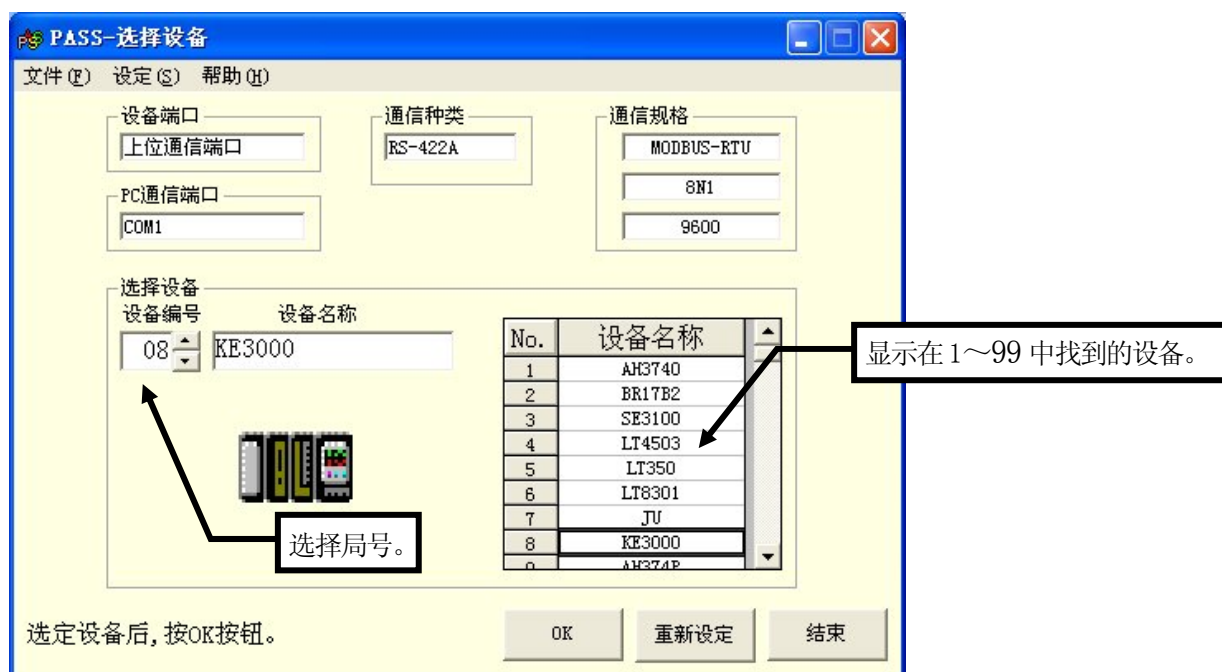 PASS-选择设备
文件(F) 设定(S) 帮助(H)
设备端口
上位通信端口
通信种类
RS-422A
通信规格
MODBUS-RTU
8N1
9600
PC通信端口
COM1
选择设备
设备编号 设备名称
08 KE3000
No. 设备名称
1 AH3740
2 BR17B2
3 SE3100
4 LT4503
5 LT350
6 LT8301
7 JU
8 KE3000
显示在1～99中找到的设备。
选择局号。
选定设备后,按OK按钮。
OK 重新设定 结束